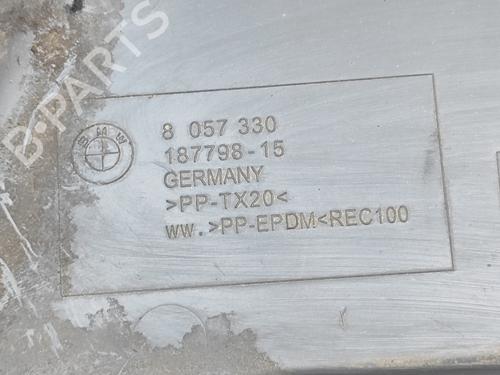 BMW
8 057 330
187798-15
GERMANY
>PP-TX20<
WW.>PP-EPDM<REC100
B-PARTS